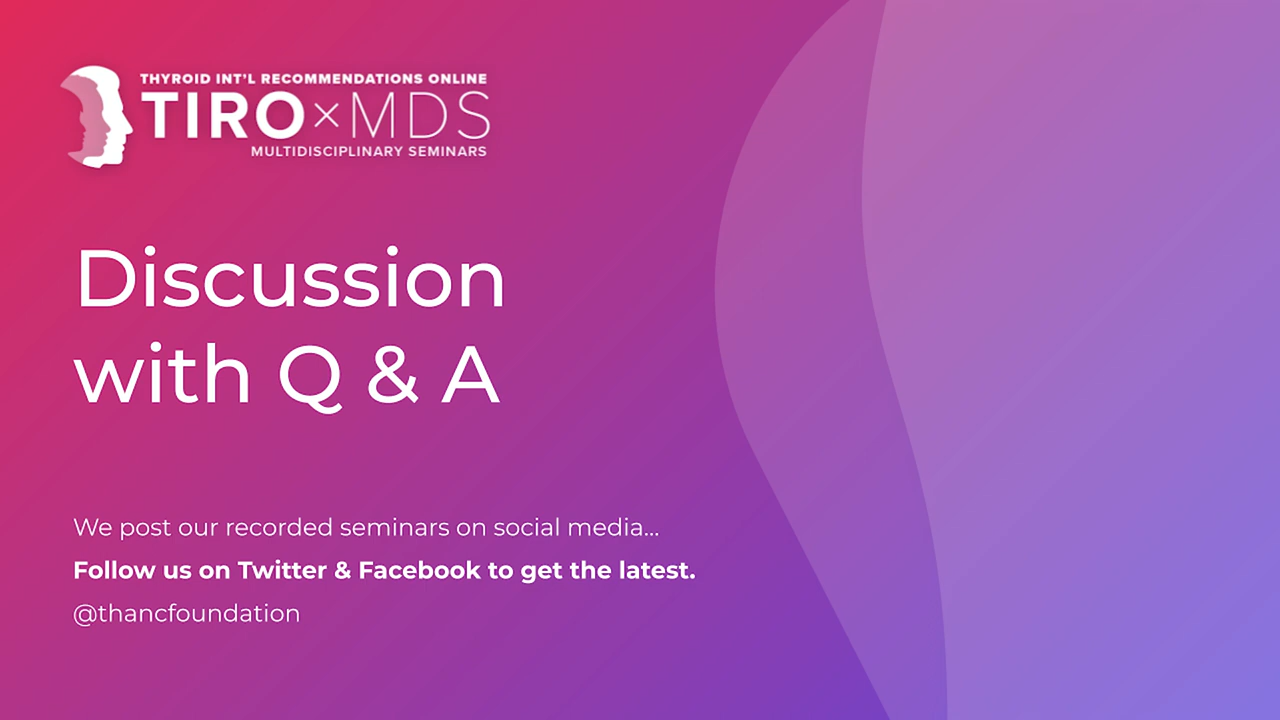 THYROID INT'L RECOMMENDATIONS ONLINE
TIRO×MDS
MULTIDISCIPLINARY SEMINARS
Discussion
with Q & A
We post our recorded seminars on social media...
Follow us on Twitter & Facebook to get the latest.
@thancfoundation